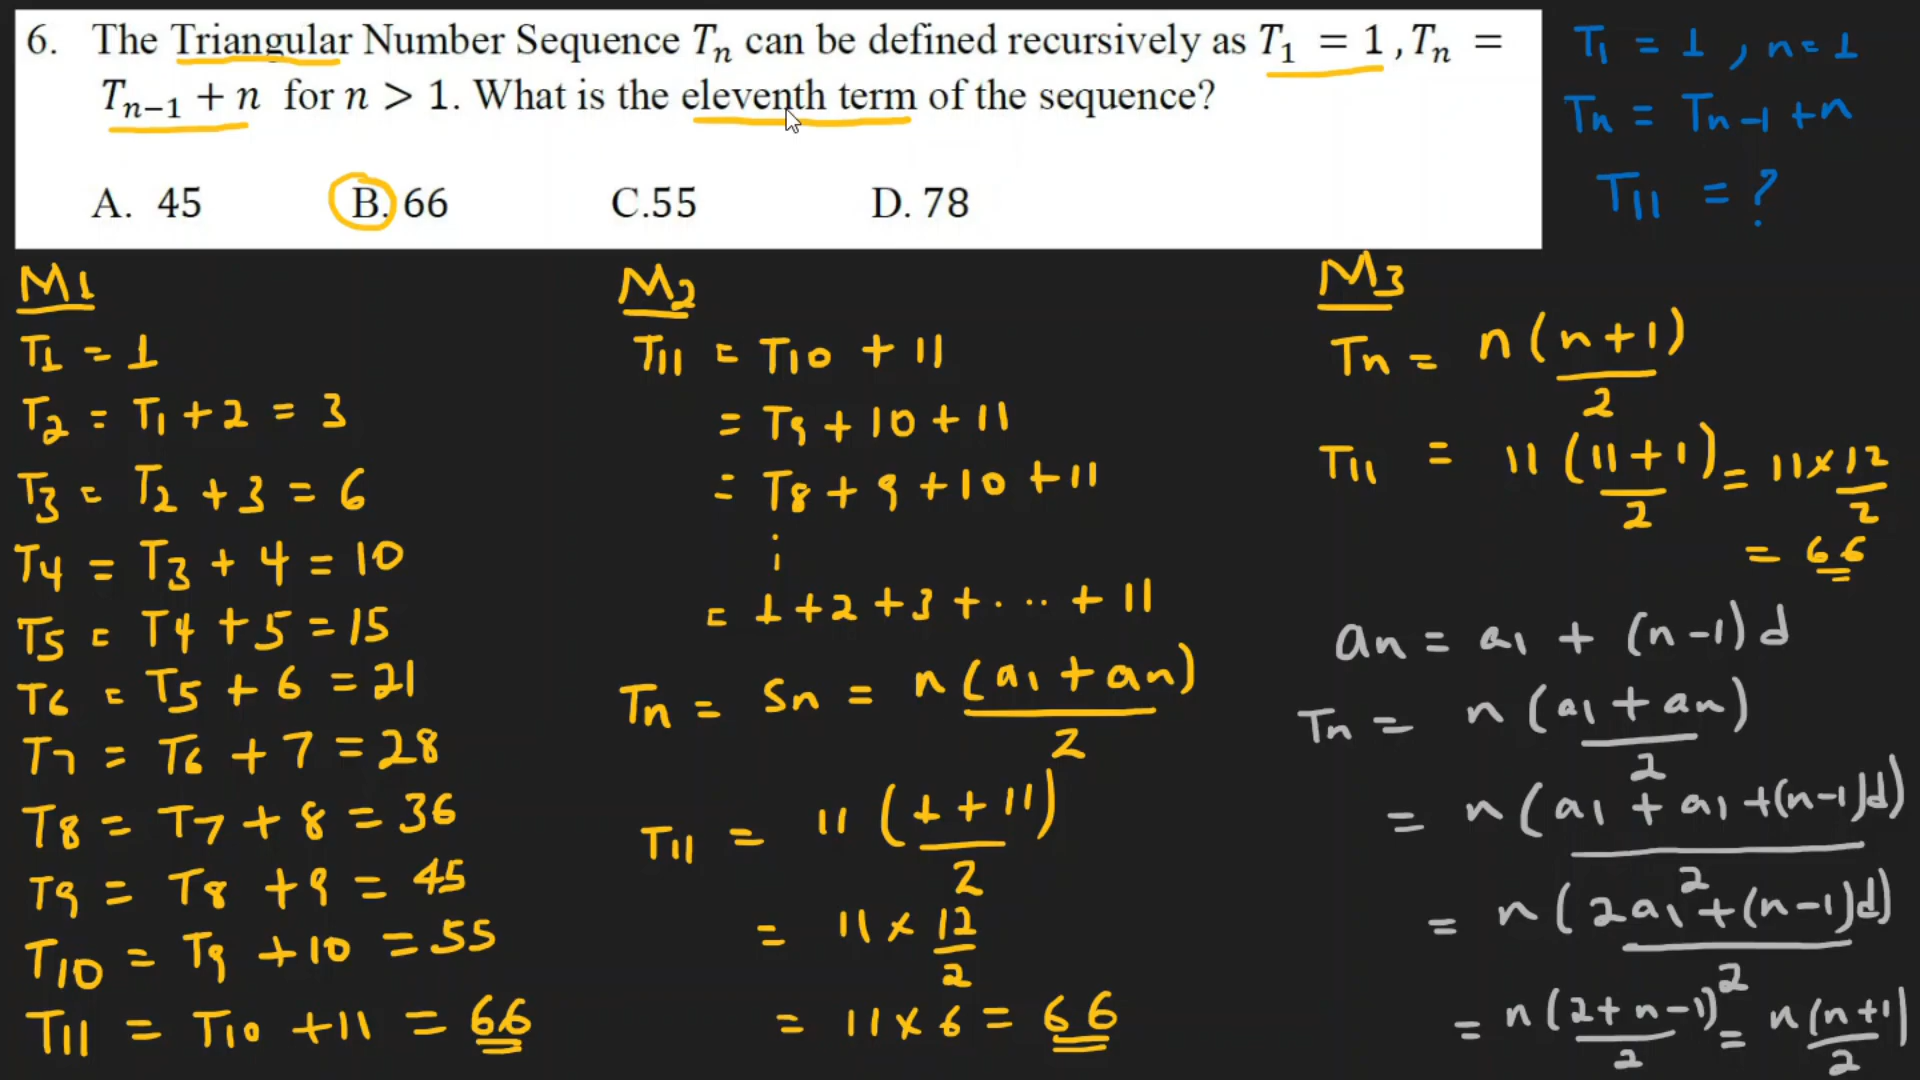 6. The Triangular Number Sequence Tn can be defined recursively as T1 = 1 , Tn =
Tn−1 + n for n > 1. What is the eleventh term of the sequence?
A. 45 B. 66 C.55 D. 78
T1 = 1 , n = 1
Tn = Tn-1 + n
T11 = ?
M1
T1 = 1
T2 = T1 + 2 = 3
T3 = T2 + 3 = 6
T4 = T3 + 4 = 10
T5 = T4 + 5 = 15
T6 = T5 + 6 = 21
T7 = T6 + 7 = 28
T8 = T7 + 8 = 36
T9 = T8 + 9 = 45
T10 = T9 + 10 = 55
T11 = T10 + 11 = 66
M2
T11 = T10 + 11
= T9 + 10 + 11
= T8 + 9 + 10 + 11
= 1 + 2 + 3 + ... + 11
Tn = Sn = n(a1 + an)
2
T11 = 11 (1 + 11)
2
= 11 × 12
2
= 11 × 6 = 66
M3
Tn = n(n+1)
2
T11 = 11 (11+1) = 11×12
2 2
= 66
an = a1 + (n-1)d
Tn = n (a1 + an)
2
= n (a1 + a1 + (n-1)d)
2
= n (2a1 + (n-1)d)
2
= n(2+n-1) = n(n+1)
2 2